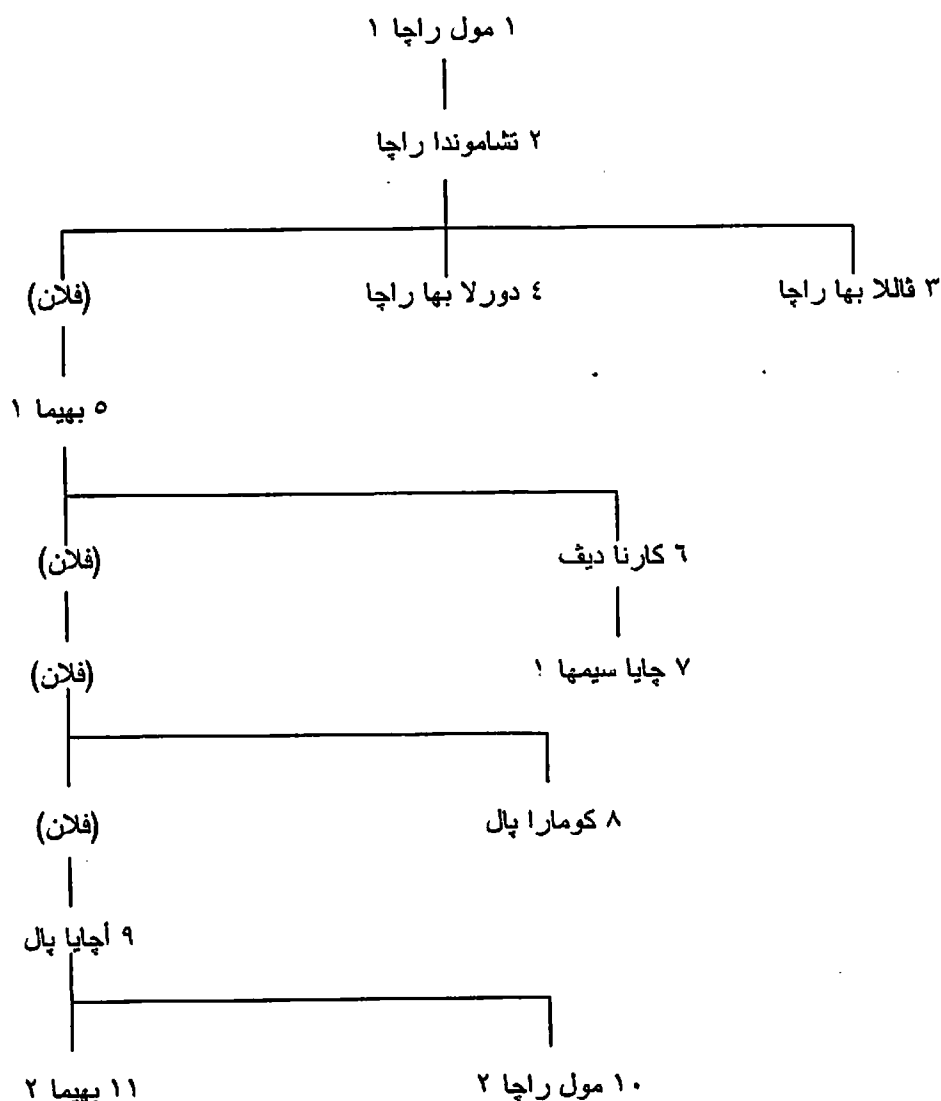 ١ مول راچا ١
٢ تشاموندا راچا
٣ ڤاللا بها راچا
٤ دورلا بها راچا
(فلان)
٥ بهيما ١
٦ كارنا ديڤ
(فلان)
٧ چايا سيمها !
(فلان)
٨ كومارا پال
(فلان)
٩ أچايا پال
١٠ مول راچا ٢
١١ بهيما ٢